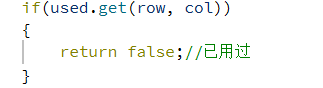 if(used.get(row, col))
{
return false;//已用过
}